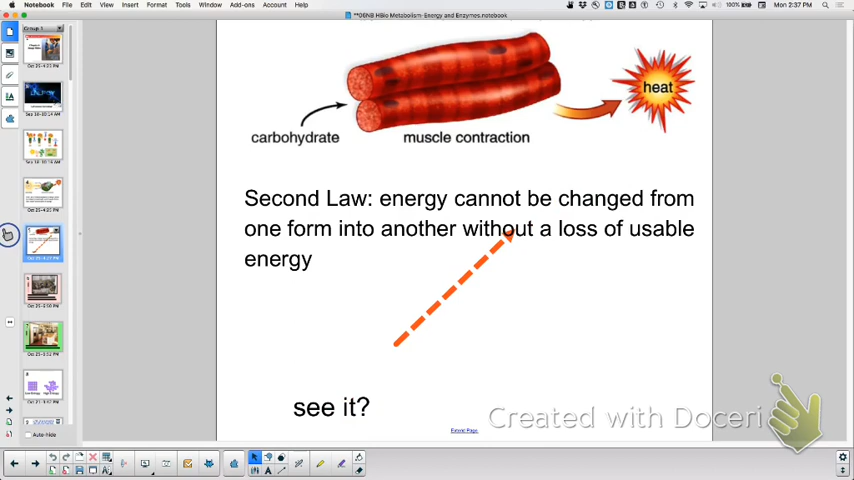 Notebook File Edit View Insert Format Tools Window Add-ons Help Account
100%
Mon 2:37 PM
**06NB HBio Metabolism-Energy and Enzymes.notebook
Group 1
heat
carbohydrate
muscle contraction
Second Law: energy cannot be changed from
one form into another without a loss of usable
energy
see it?
Created with Doceri
Extend Page
Auto-hide